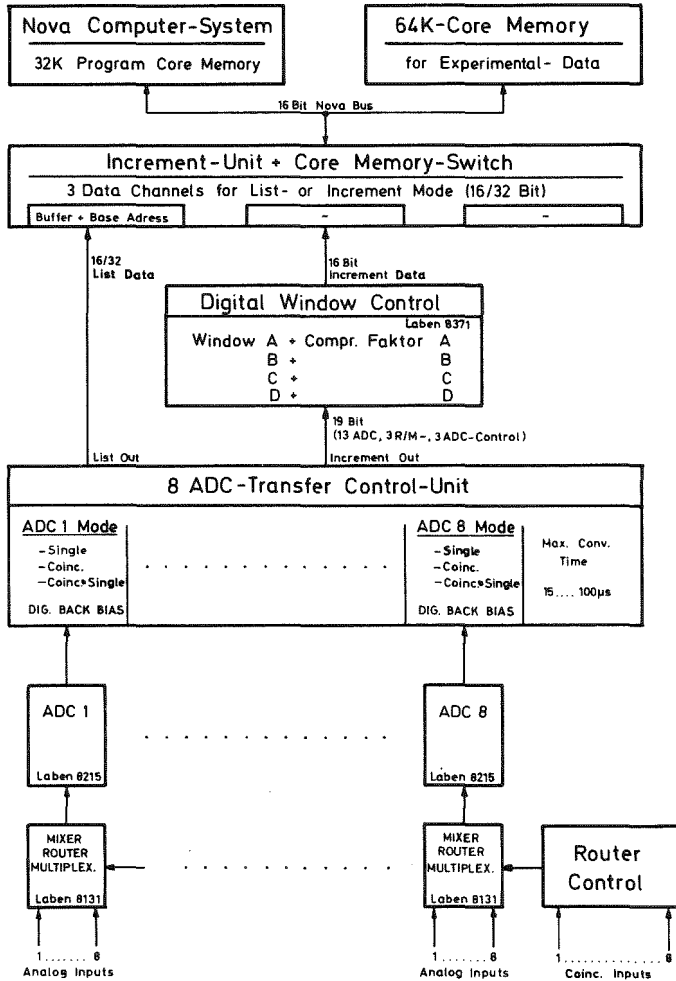 Nova Computer-System
32K Program Core Memory
64K-Core Memory
for Experimental- Data
16 Bit Nova Bus
Increment-Unit + Core Memory-Switch
3 Data Channels for List- or Increment Mode (16/32 Bit)
Buffer + Base Adress
-
-
16/32
List Data
16 Bit
Increment Data
Digital Window Control
Laben 8371
Window A + Compr. Faktor A
B + B
C + C
D + D
19 Bit
(13 ADC, 3 R/M-, 3 ADC-Control)
List Out
Increment Out
8 ADC-Transfer Control-Unit
ADC 1 Mode
- Single
- Coinc.
- Coinc.+Single
DIG. BACK BIAS
. . . . . . . . . . . . .
ADC 8 Mode
- Single
- Coinc.
- Coinc.+Single
DIG. BACK BIAS
Max. Conv.
Time
15.... 100µs
ADC 1
Laben 8215
. . . . . . . . . . . . .
ADC 8
Laben 8215
MIXER
ROUTER
MULTIPLEX.
Laben 8131
. . . . . . . . . . .
MIXER
ROUTER
MULTIPLEX.
Laben 8131
Router
Control
1.......8
Analog Inputs
1.......8
Analog Inputs
1..............8
Coinc. Inputs